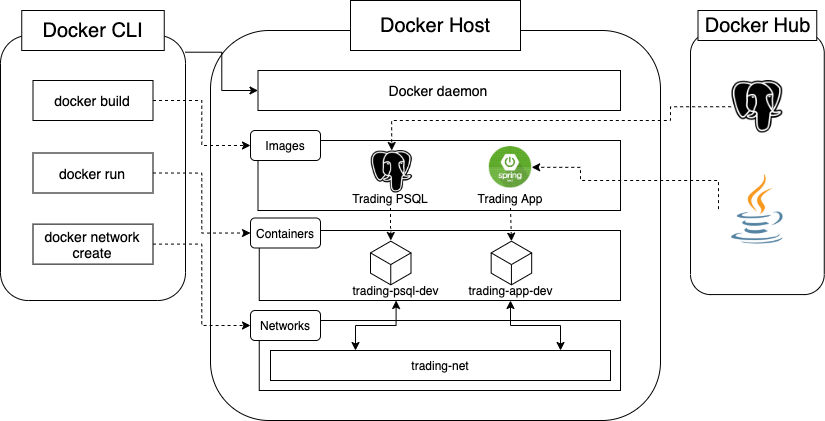 Docker CLI
docker build
docker run
docker network
create
Docker Host
Docker daemon
Images
Trading PSQL
spring
Trading App
Containers
trading-psql-dev
trading-app-dev
Networks
trading-net
Docker Hub